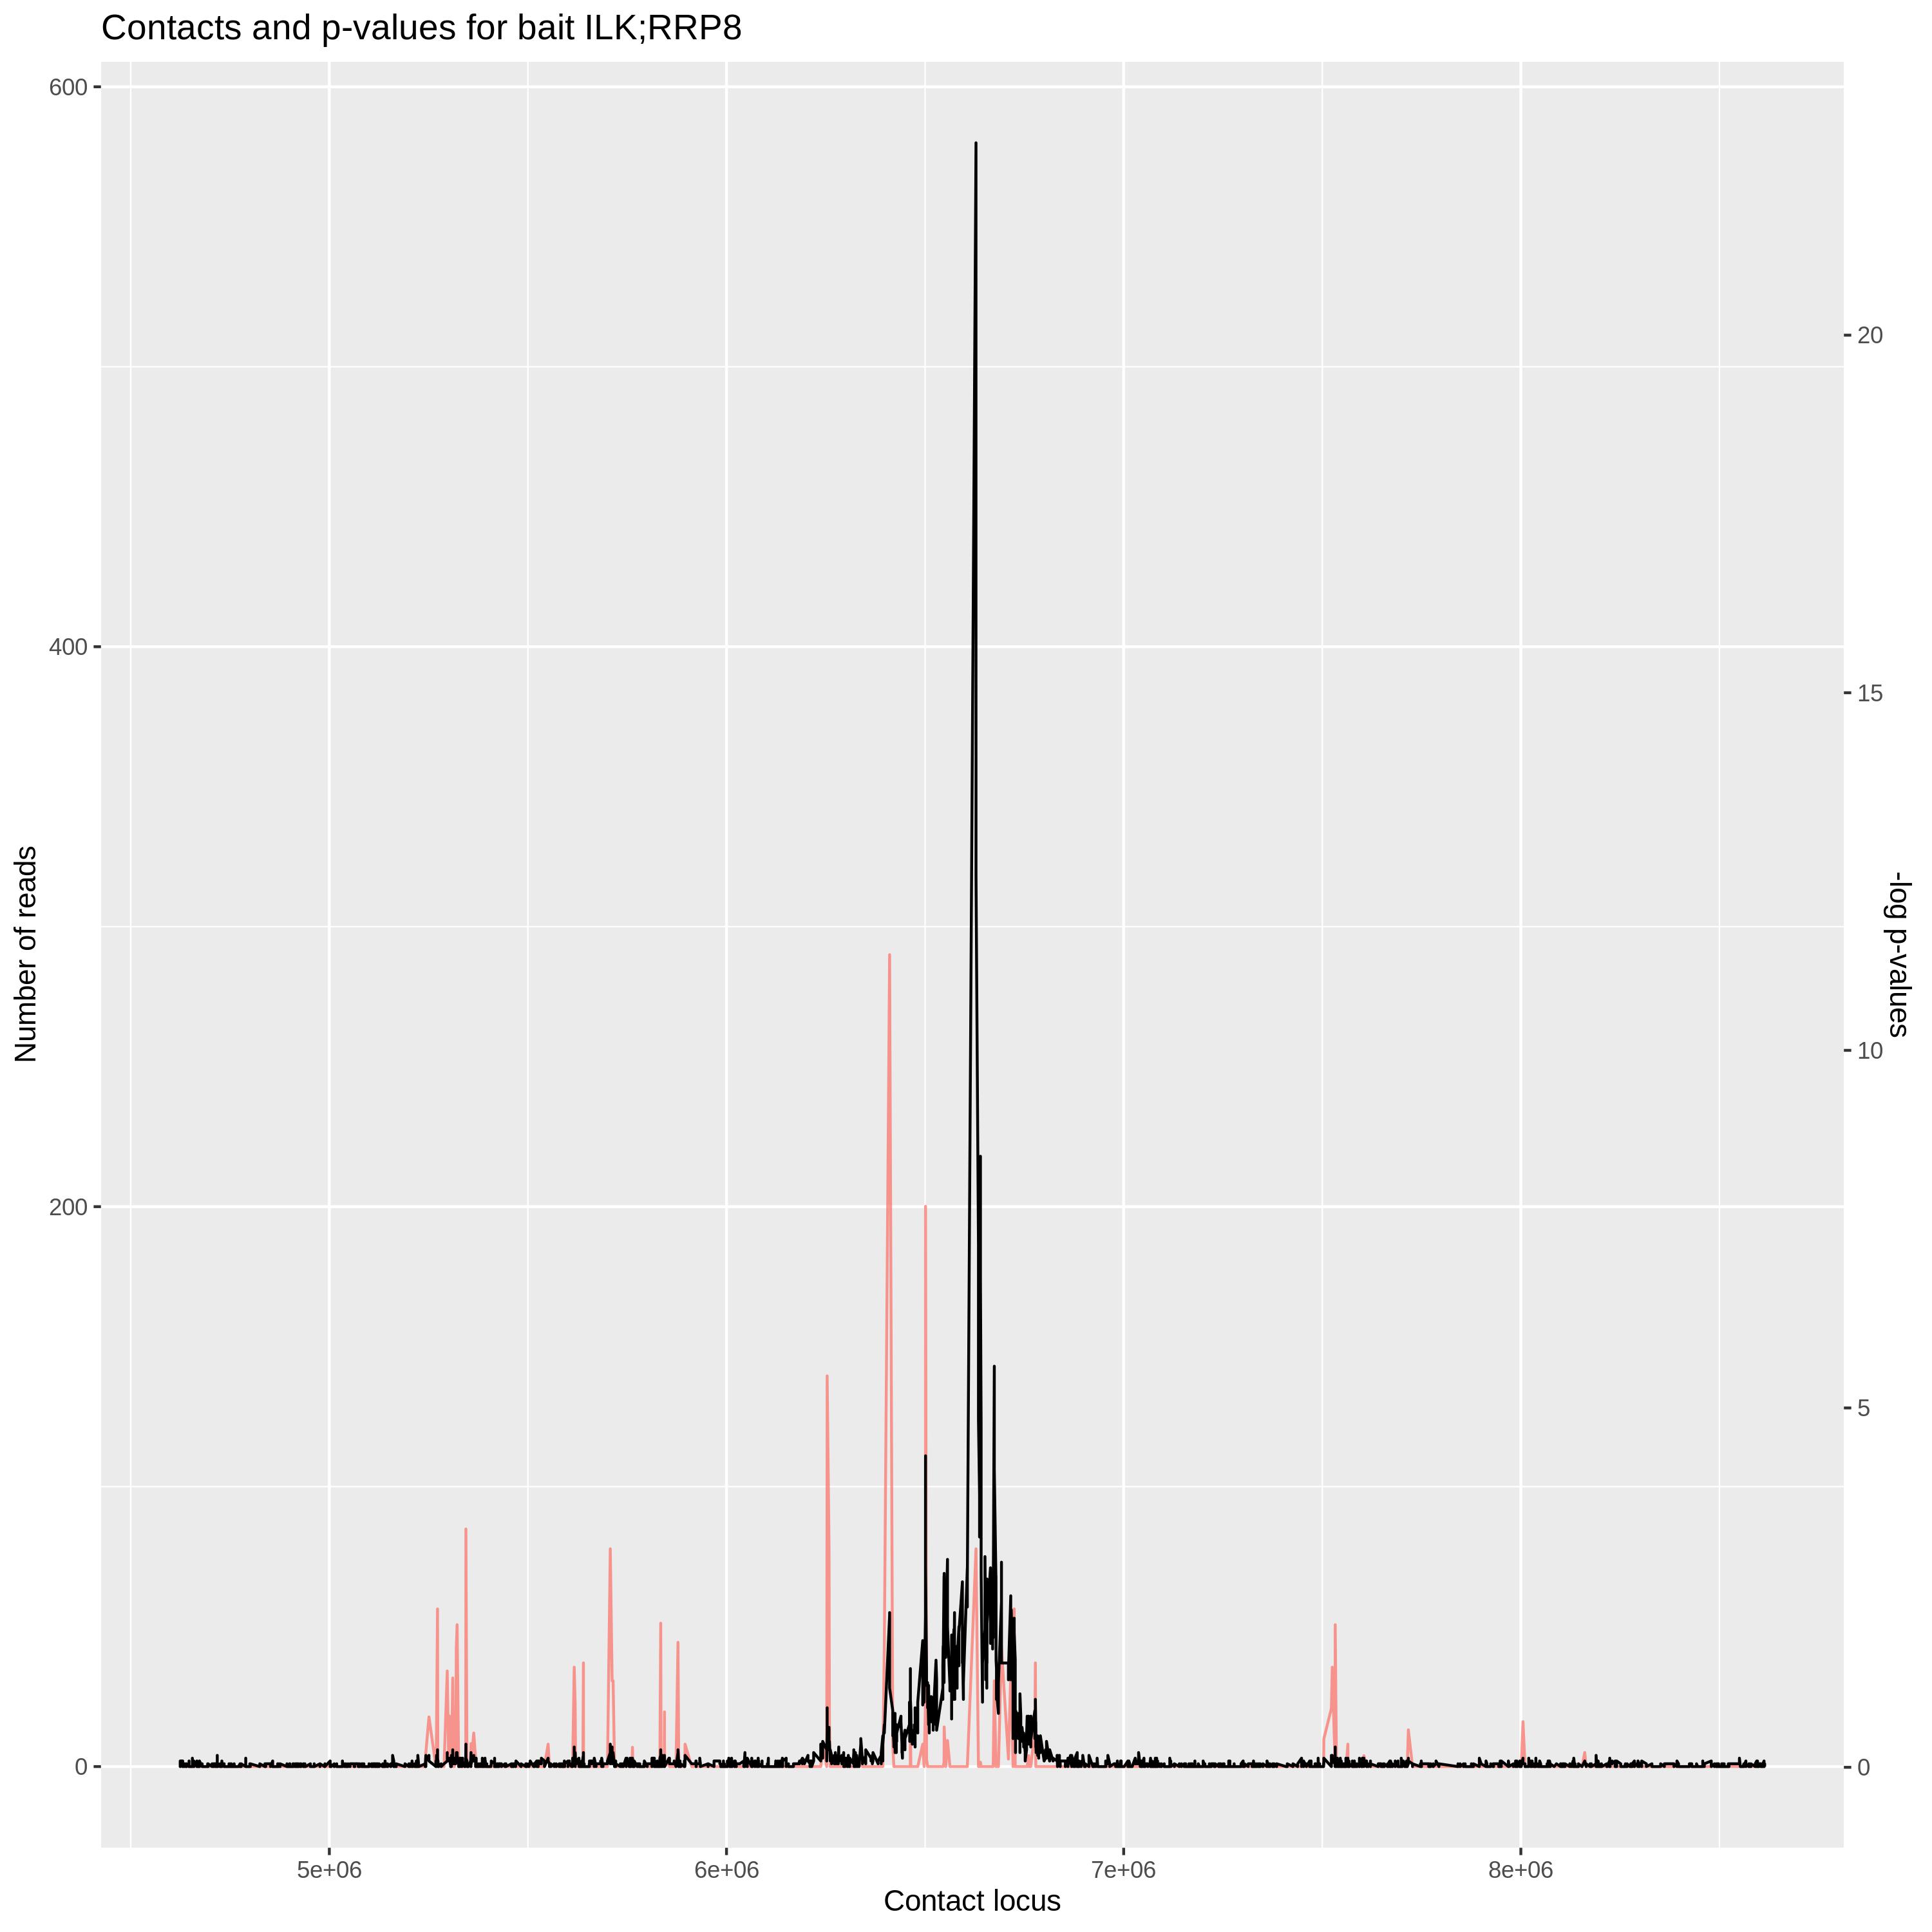 Contacts and p-values for bait ILK;RRP8
600
400
200
0
Number of reads
20
15
10
5
0
-log p-values
5e+06 6e+06 7e+06 8e+06
Contact locus